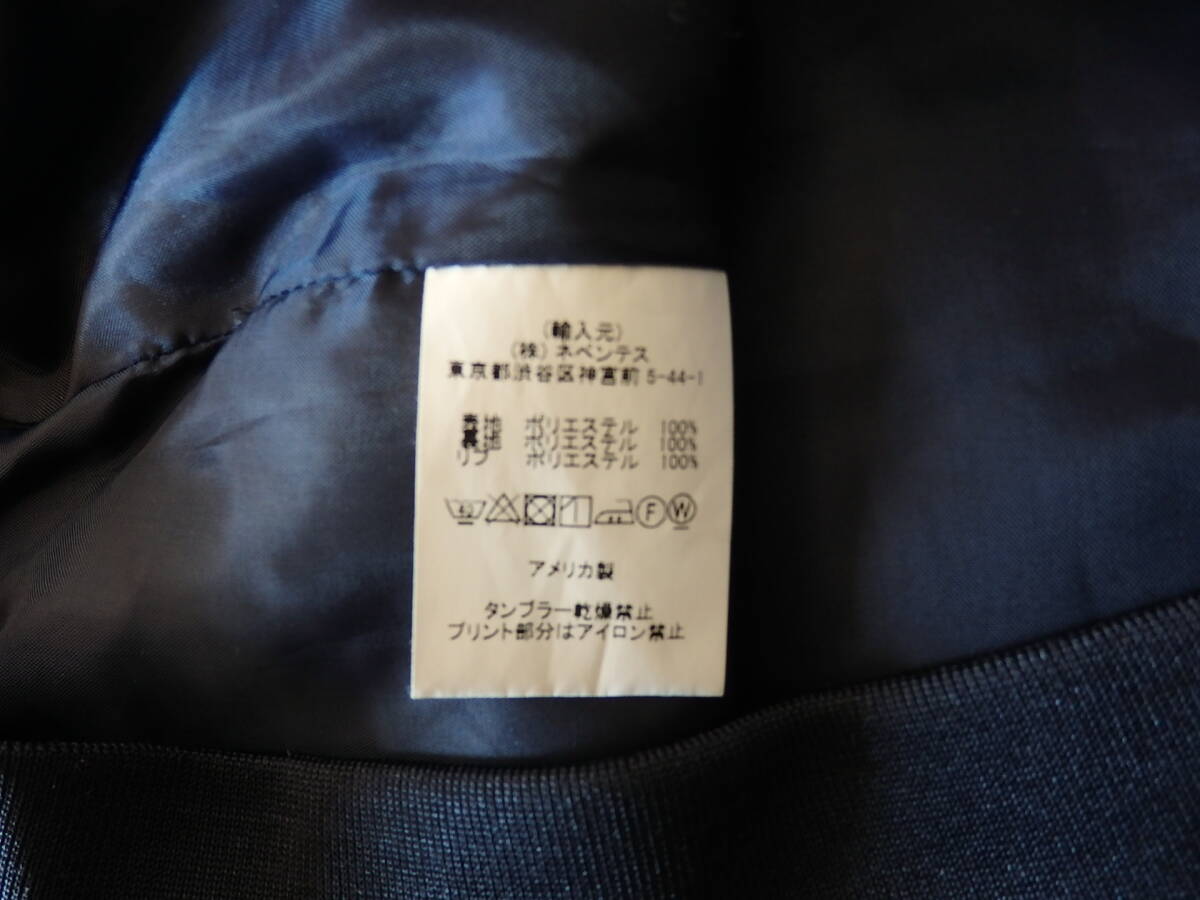 (輸入元)
(株) ネペンテス
東京都渋谷区神宮前 5-44-1
表地 ポリエステル 100%
裏地 ポリエステル 100%
リブ ポリエステル 100%
40 F W
アメリカ製
タンブラー乾燥禁止
プリント部分はアイロン禁止